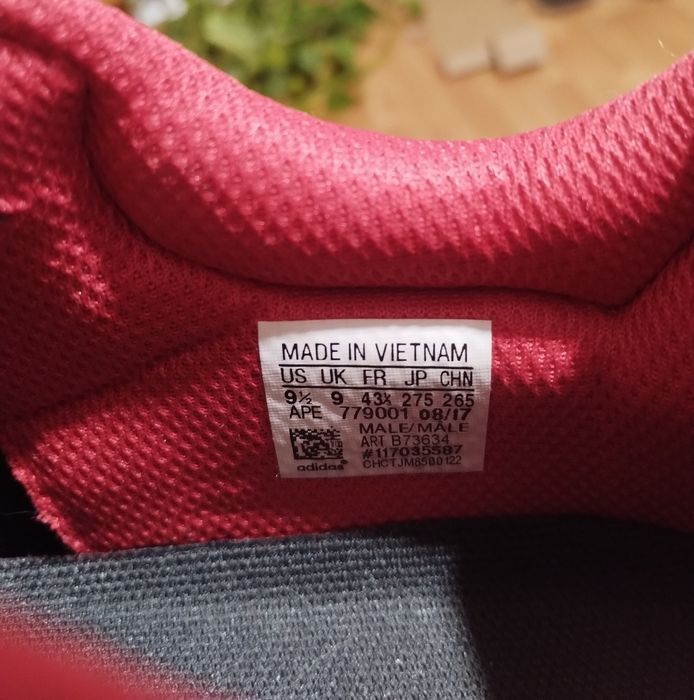 MADE IN VIETNAM
US UK FR JP CHN
9½ 9 43⅓ 275 265
APE 779001 08/17
MALE/MÂLE
ART B73634
#117035587
CHCTJM8500122
adidas®